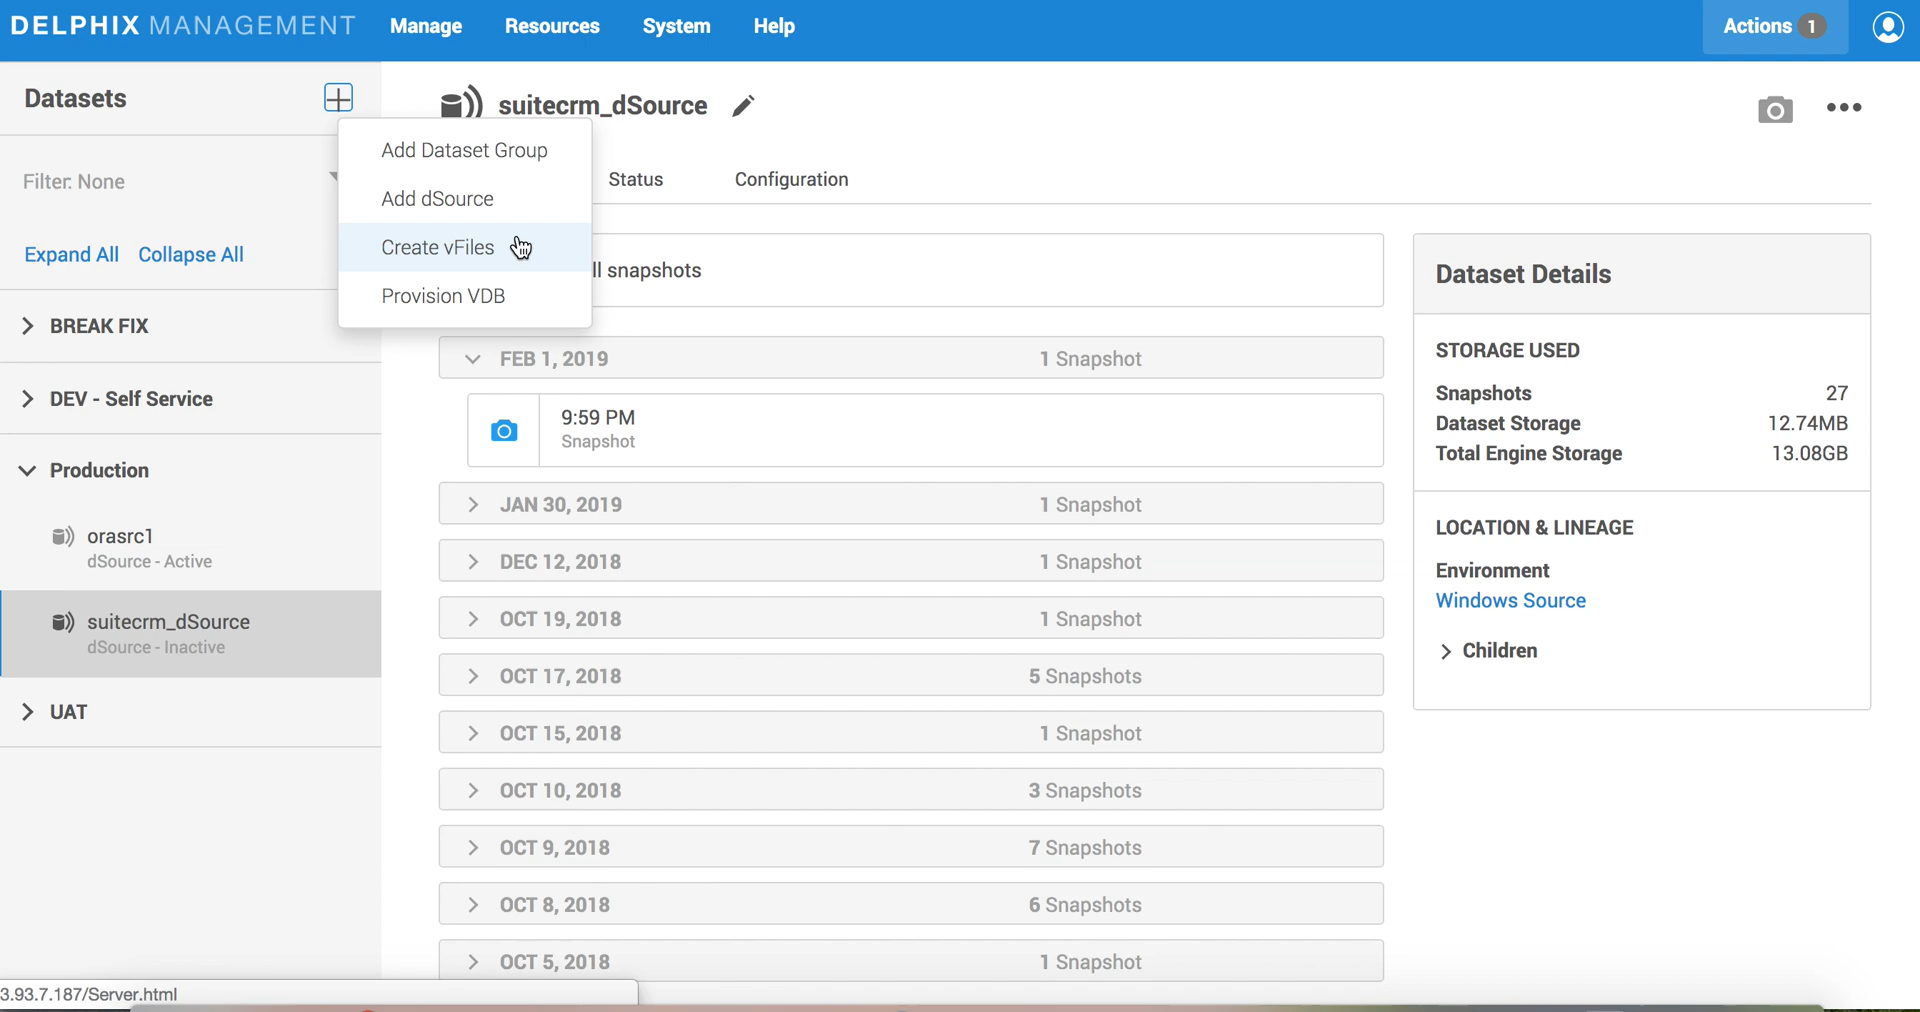 DELPHIX MANAGEMENT Manage Resources System Help Actions 1
Datasets
suitecrm_dSource
Add Dataset Group
Add dSource
Create vFiles
Provision VDB
Filter: None
Status Configuration
Expand All Collapse All
ll snapshots
BREAK FIX
DEV - Self Service
Production
orasrc1
dSource - Active
suitecrm_dSource
dSource - Inactive
UAT
FEB 1, 2019 1 Snapshot
9:59 PM
Snapshot
JAN 30, 2019 1 Snapshot
DEC 12, 2018 1 Snapshot
OCT 19, 2018 1 Snapshot
OCT 17, 2018 5 Snapshots
OCT 15, 2018 1 Snapshot
OCT 10, 2018 3 Snapshots
OCT 9, 2018 7 Snapshots
OCT 8, 2018 6 Snapshots
OCT 5, 2018 1 Snapshot
Dataset Details
STORAGE USED
Snapshots 27
Dataset Storage 12.74MB
Total Engine Storage 13.08GB
LOCATION & LINEAGE
Environment
Windows Source
Children
3.93.7.187/Server.html